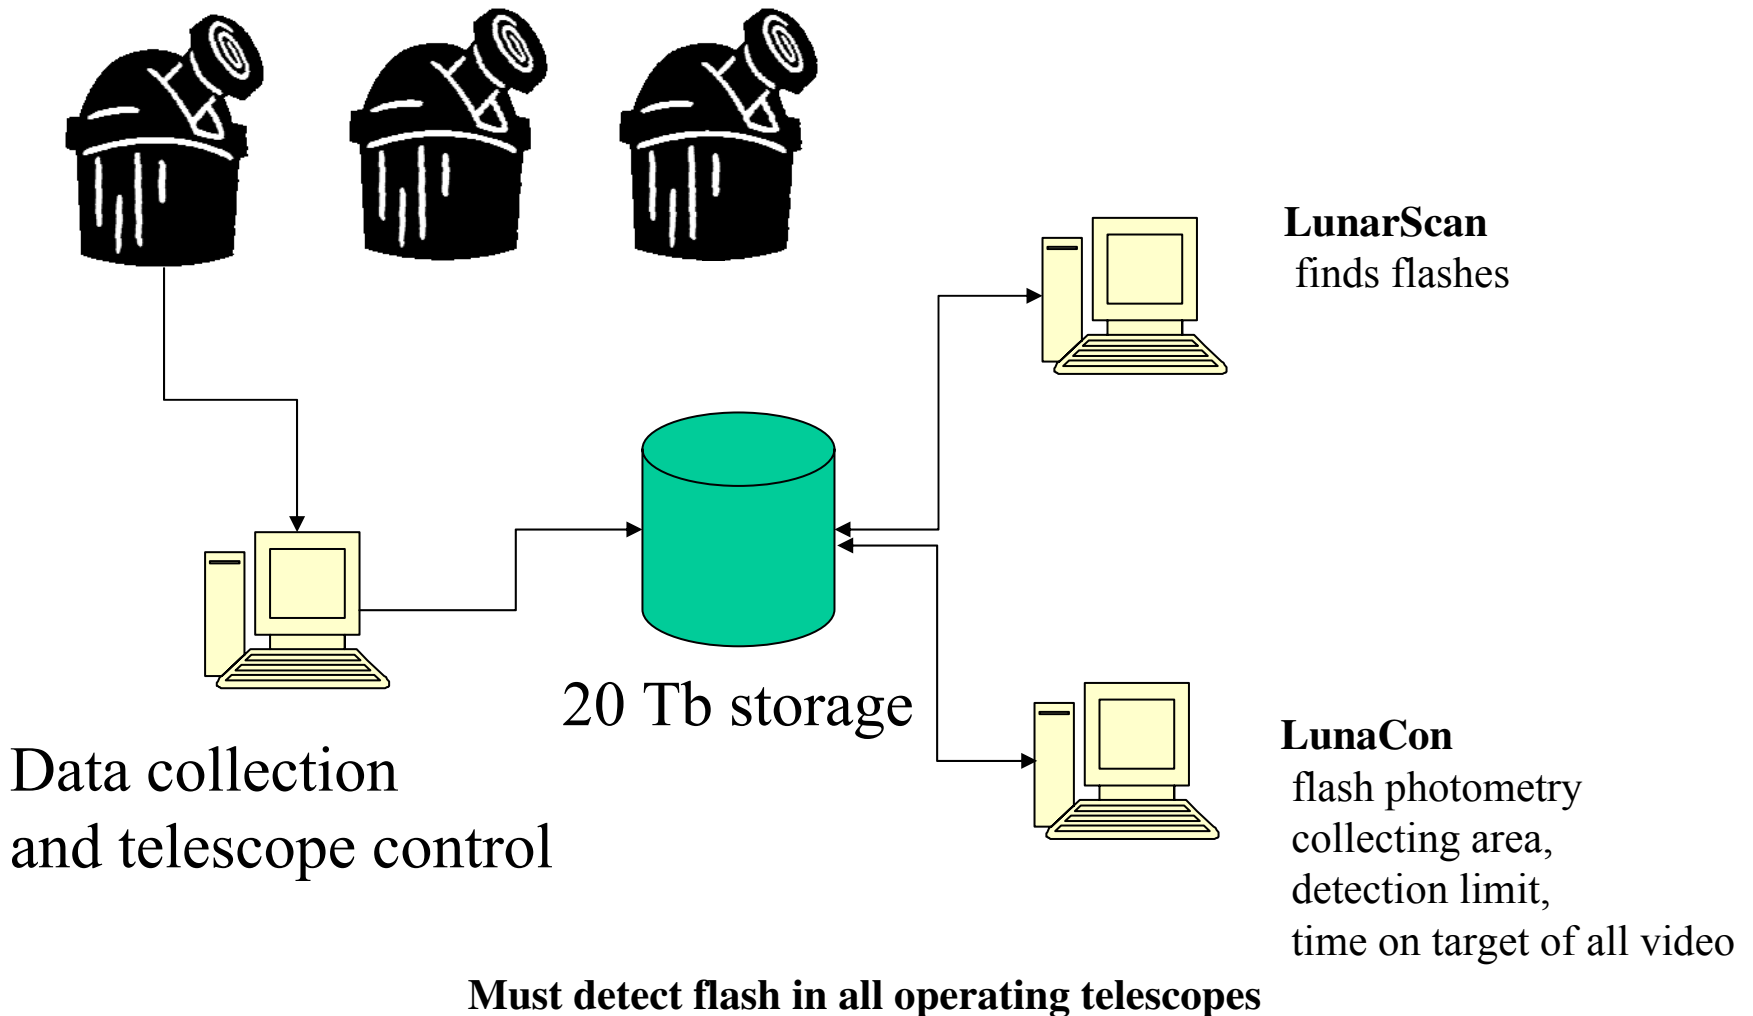 LunarScan
finds flashes
20 Tb storage
Data collection
and telescope control
LunaCon
flash photometry
collecting area,
detection limit,
time on target of all video
Must detect flash in all operating telescopes